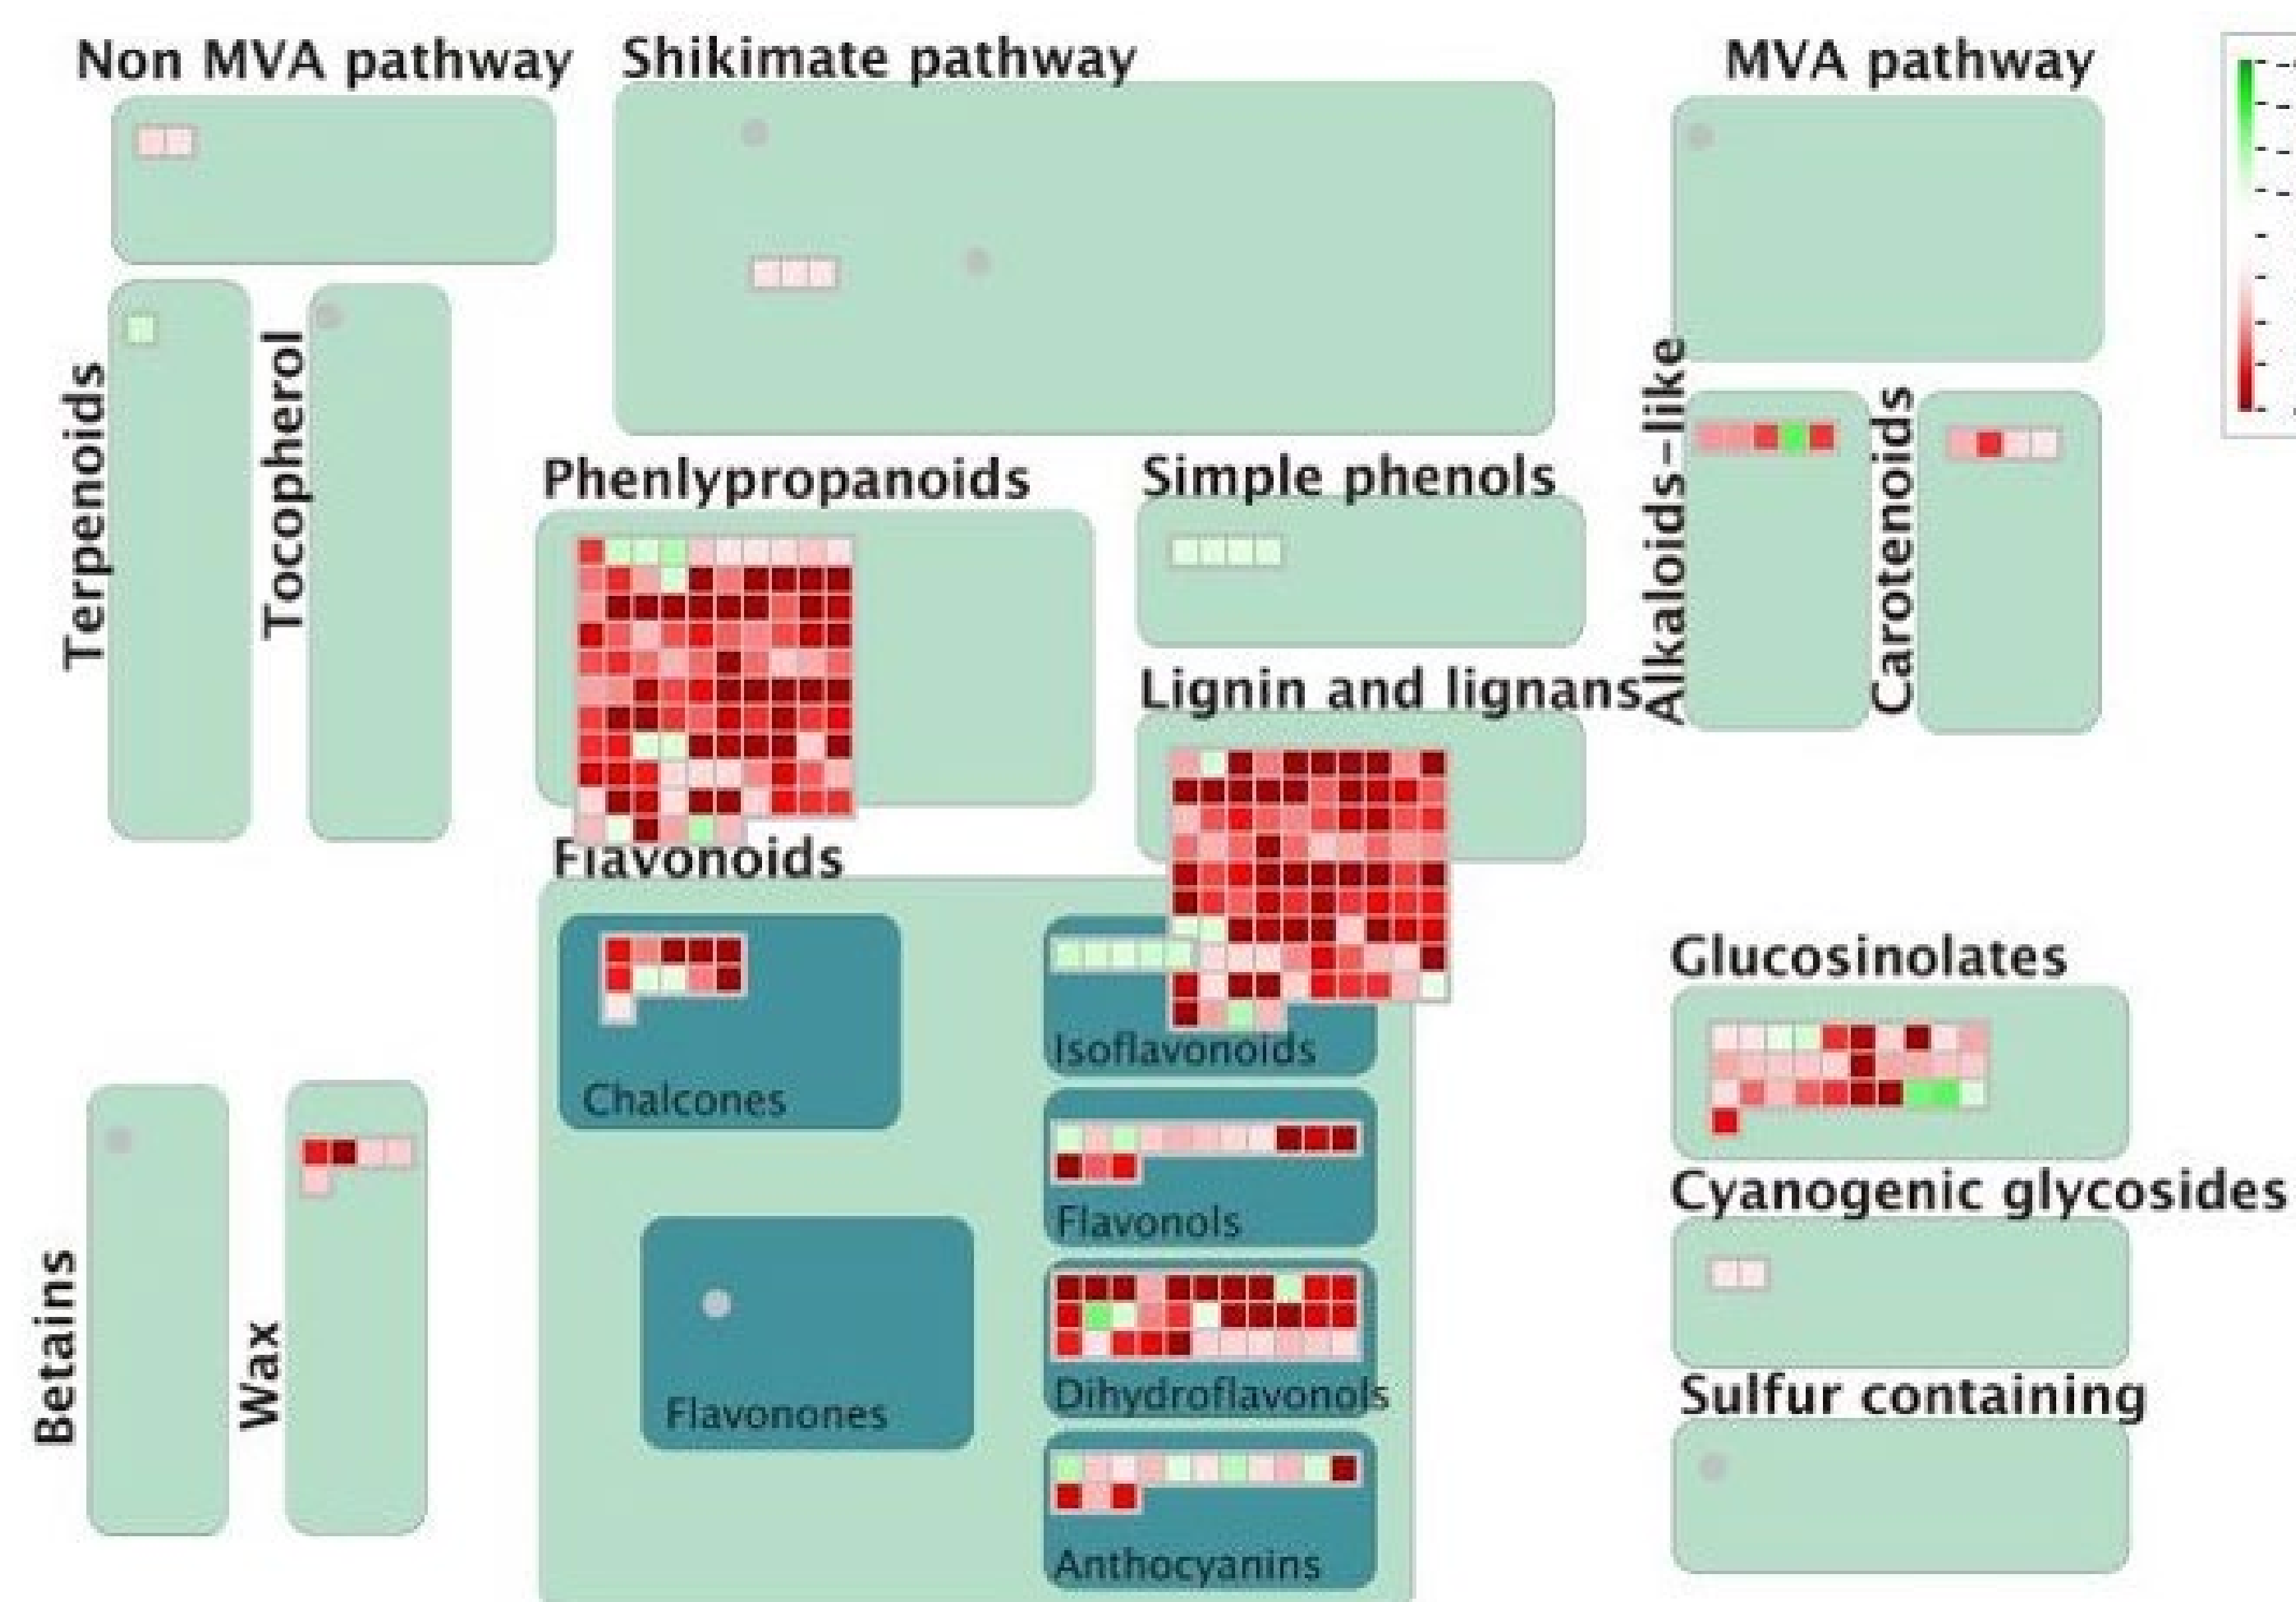 Non MVA pathway
Shikimate pathway
MVA pathway
Terpenoids
Tocopherol
Alkaloids-like
Carotenoids
Phenlypropanoids
Simple phenols
Lignin and lignans
Flavonoids
Chalcones
Isoflavonoids
Flavonols
Flavonones
Dihydroflavonols
Anthocyanins
Glucosinolates
Cyanogenic glycosides
Sulfur containing
Betains
Wax